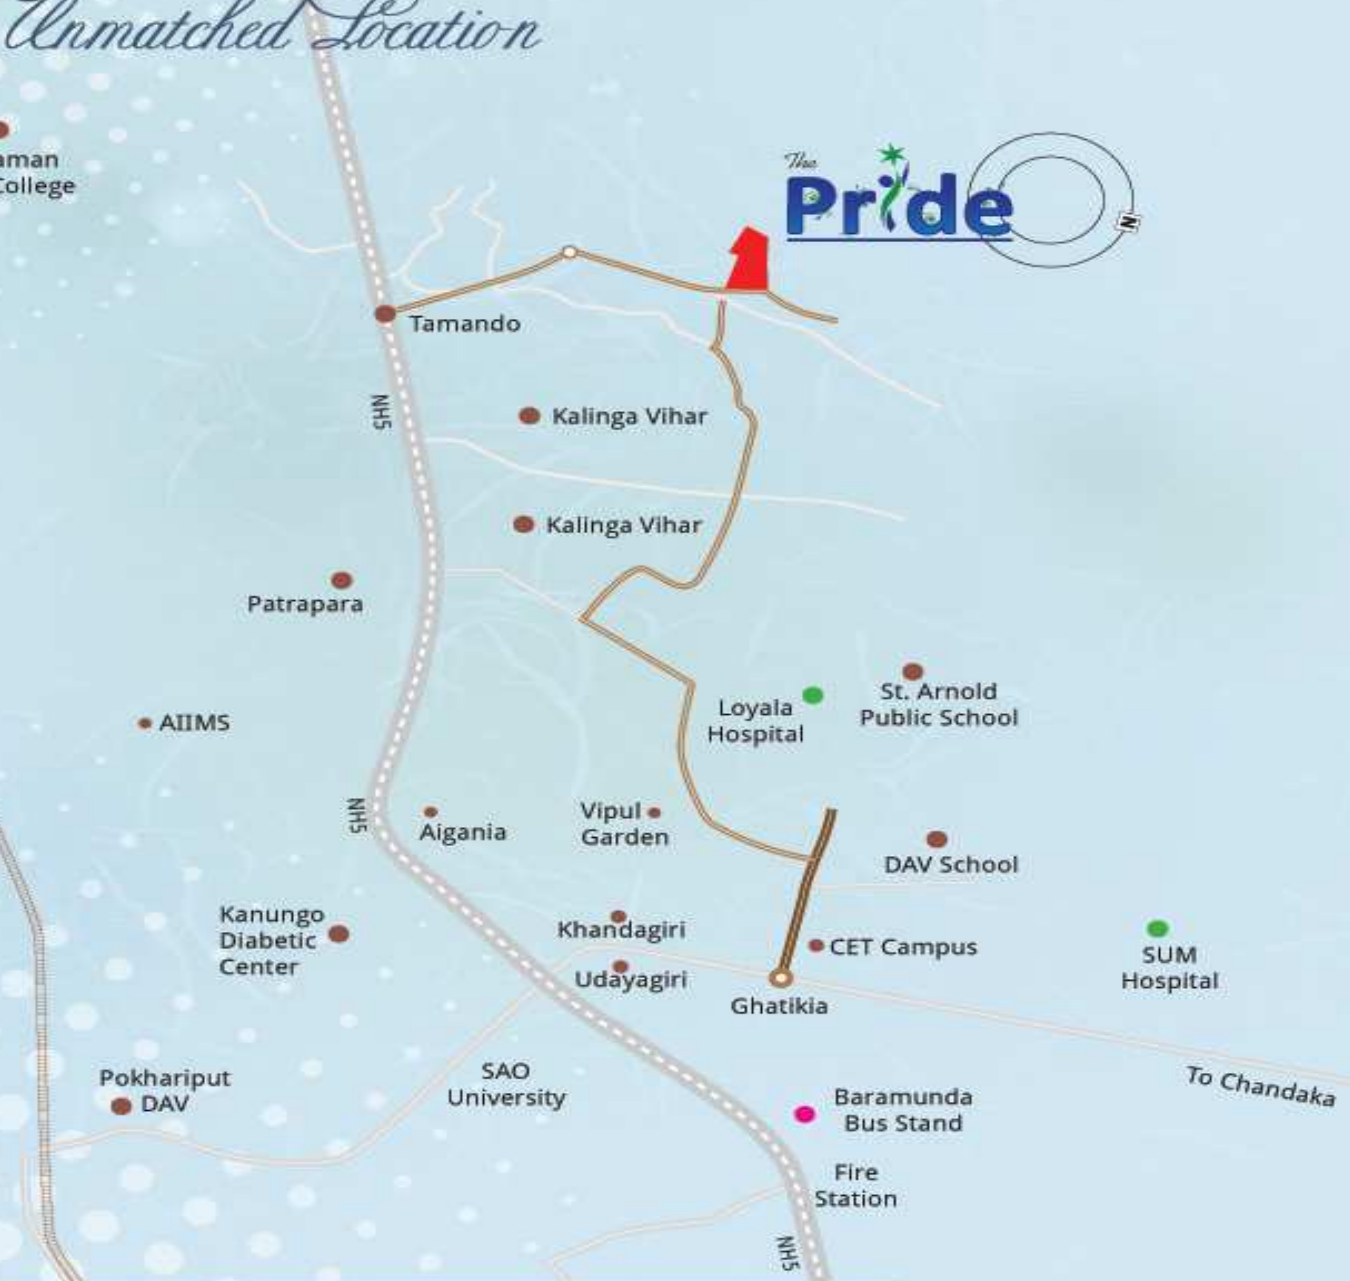 Unmatched Location
aman
College
The
Pride
N
Tamando
NH5
Kalinga Vihar
Kalinga Vihar
Patrapara
Loyala
Hospital
St. Arnold
Public School
AIIMS
NH5
Aigania
Vipul
Garden
DAV School
Kanungo
Diabetic
Center
Khandagiri
CET Campus
Udayagiri
SUM
Hospital
Ghatikia
To Chandaka
Pokhariput
DAV
SAO
University
Baramunda
Bus Stand
Fire
Station
NH5